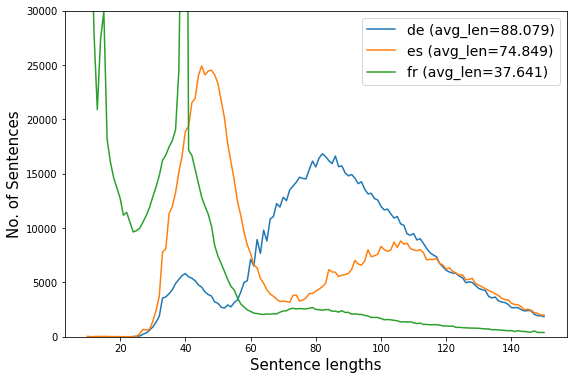 30000
25000
20000
15000
10000
5000
0
No. of Sentences
de (avg_len=88.079)
es (avg_len=74.849)
fr (avg_len=37.641)
20 40 60 80 100 120 140
Sentence lengths